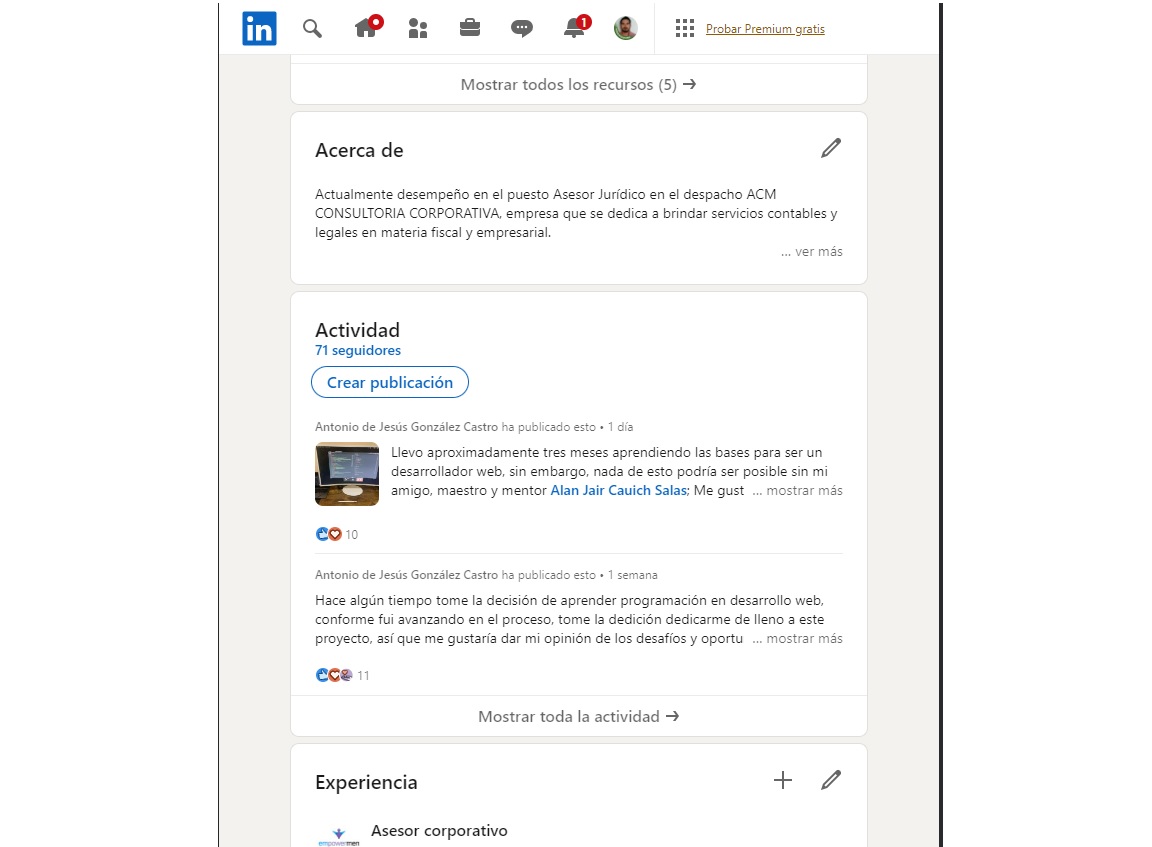 in
1
Probar Premium gratis
Mostrar todos los recursos (5) →
Acerca de
Actualmente desempeño en el puesto Asesor Jurídico en el despacho ACM
CONSULTORIA CORPORATIVA, empresa que se dedica a brindar servicios contables y
legales en materia fiscal y empresarial.
... ver más
Actividad
71 seguidores
Crear publicación
Antonio de Jesús González Castro ha publicado esto • 1 día
Llevo aproximadamente tres meses aprendiendo las bases para ser un
desarrollador web, sin embargo, nada de esto podría ser posible sin mi
amigo, maestro y mentor Alan Jair Cauich Salas; Me gust ... mostrar más
10
Antonio de Jesús González Castro ha publicado esto • 1 semana
Hace algún tiempo tome la decisión de aprender programación en desarrollo web,
conforme fui avanzando en el proceso, tome la dedición dedicarme de lleno a este
proyecto, así que me gustaría dar mi opinión de los desafíos y oportu ... mostrar más
11
Mostrar toda la actividad →
Experiencia
Asesor corporativo
empowermen